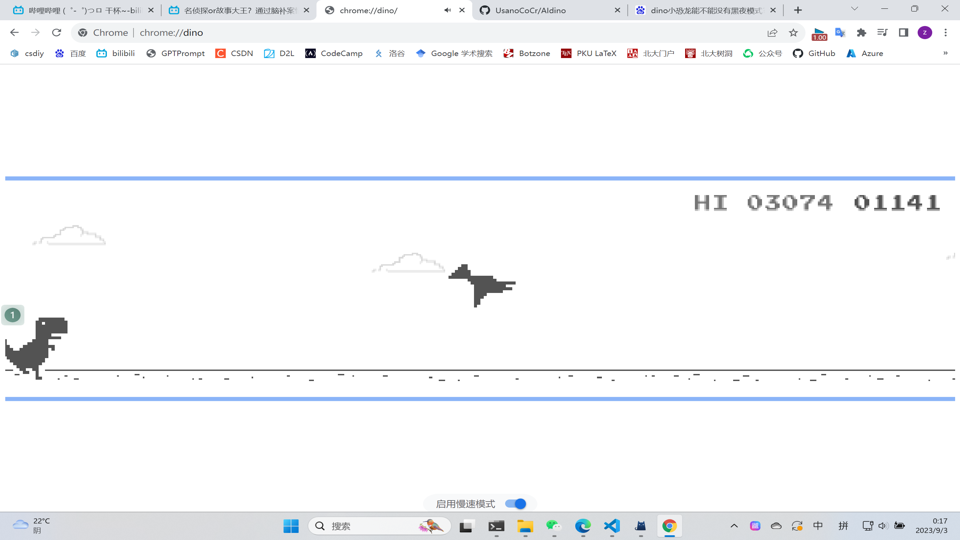 哔哩哔哩 (゜-゜)つロ 干杯~-bili
名侦探or故事大王？通过脑补案
chrome://dino/
UsanoCoCr/AIdino
dino小恐龙能不能没有黑夜模式
Chrome | chrome://dino
1.00
z
csdiy
百度
bilibili
GPTPrompt
CSDN
D2L
CodeCamp
洛谷
Google 学术搜索
Botzone
PKU LaTeX
北大门户
北大树洞
公众号
GitHub
Azure
»
HI 03074 01141
1
启用慢速模式
22°C
阴
搜索
中
拼
0:17
2023/9/3